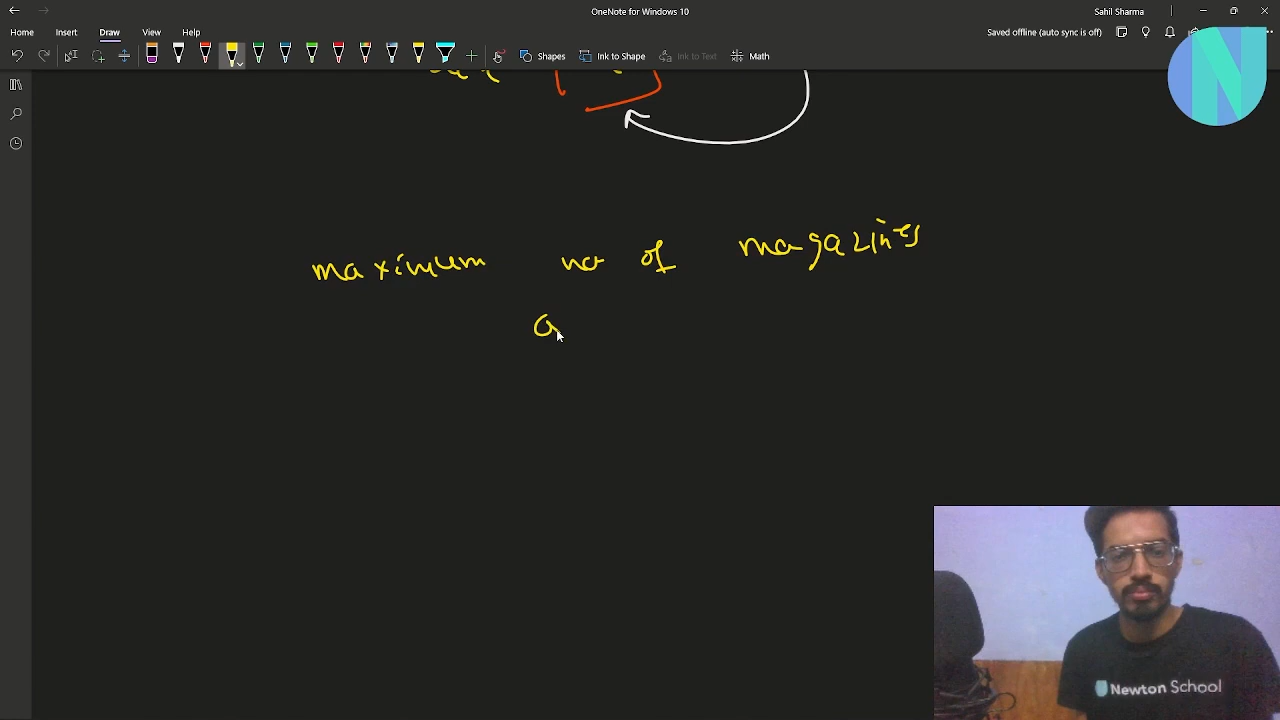 OneNote for Windows 10
Sahil Sharma
Home Insert Draw View Help
Saved offline (auto sync is off)
Shapes Ink to Shape Ink to Text Math
maximum no of magazines
a
Newton School